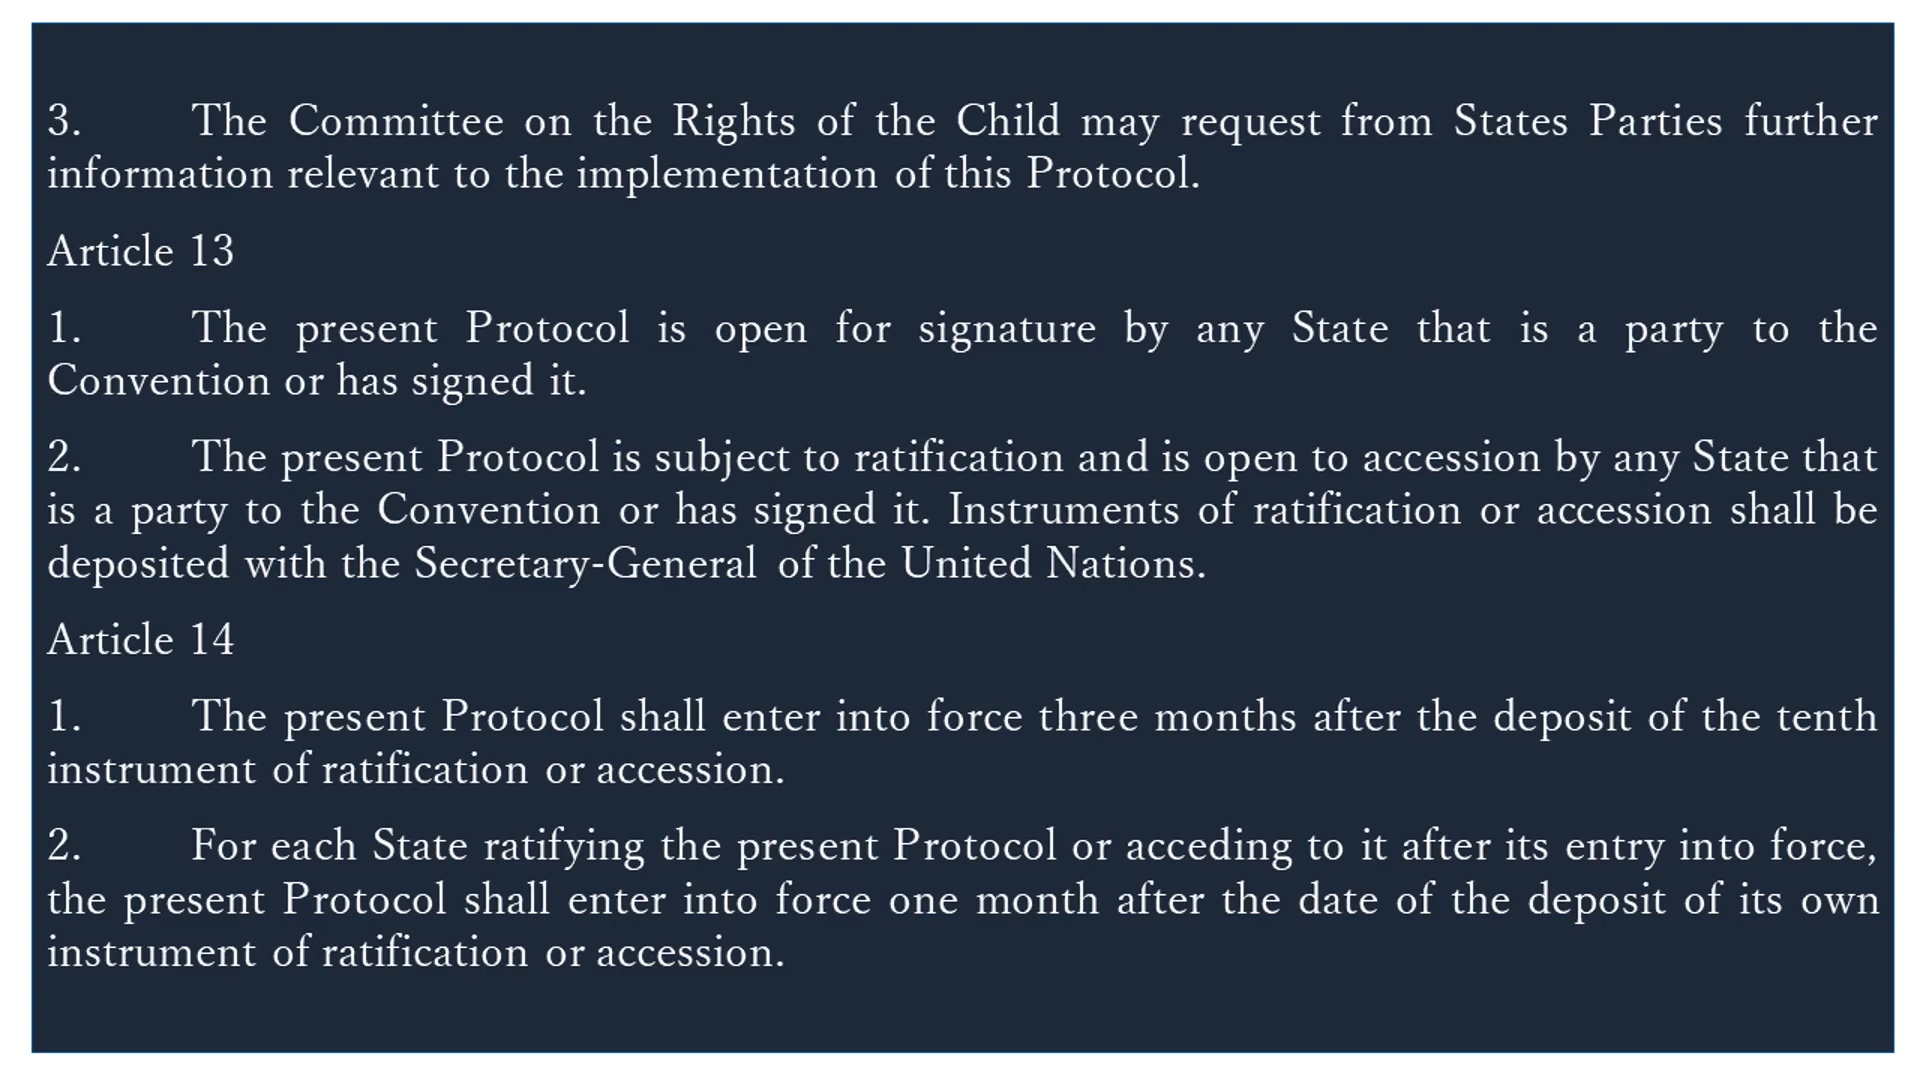 3. The Committee on the Rights of the Child may request from States Parties further
information relevant to the implementation of this Protocol.
Article 13
1. The present Protocol is open for signature by any State that is a party to the
Convention or has signed it.
2. The present Protocol is subject to ratification and is open to accession by any State that
is a party to the Convention or has signed it. Instruments of ratification or accession shall be
deposited with the Secretary-General of the United Nations.
Article 14
1. The present Protocol shall enter into force three months after the deposit of the tenth
instrument of ratification or accession.
2. For each State ratifying the present Protocol or acceding to it after its entry into force,
the present Protocol shall enter into force one month after the date of the deposit of its own
instrument of ratification or accession.